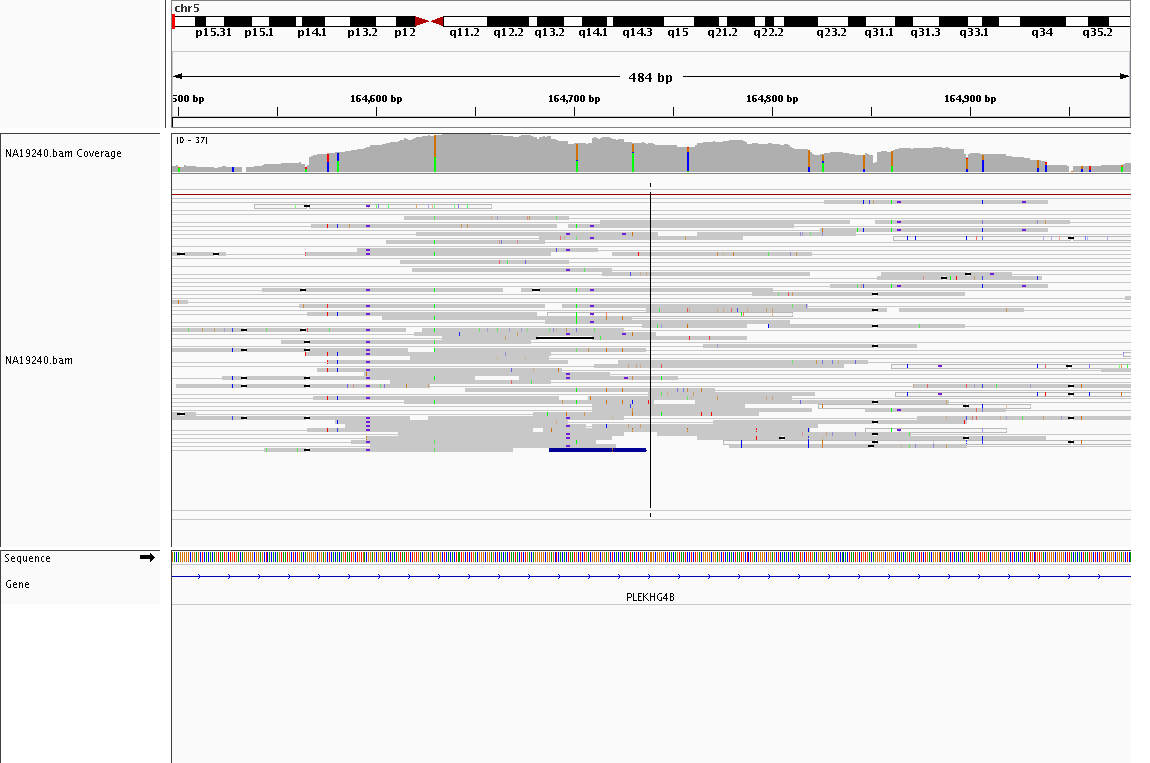 chr5
p15.31 p15.1 p14.1 p13.2 p12 q11.2 q12.2 q13.2 q14.1 q14.3 q15 q21.2 q22.2 q23.2 q31.1 q31.3 q33.1 q34 q35.2
484 bp
500 bp 164,600 bp 164,700 bp 164,800 bp 164,900 bp
[0 - 37]
NA19240.bam Coverage
NA19240.bam
Sequence
Gene
PLEKHG4B